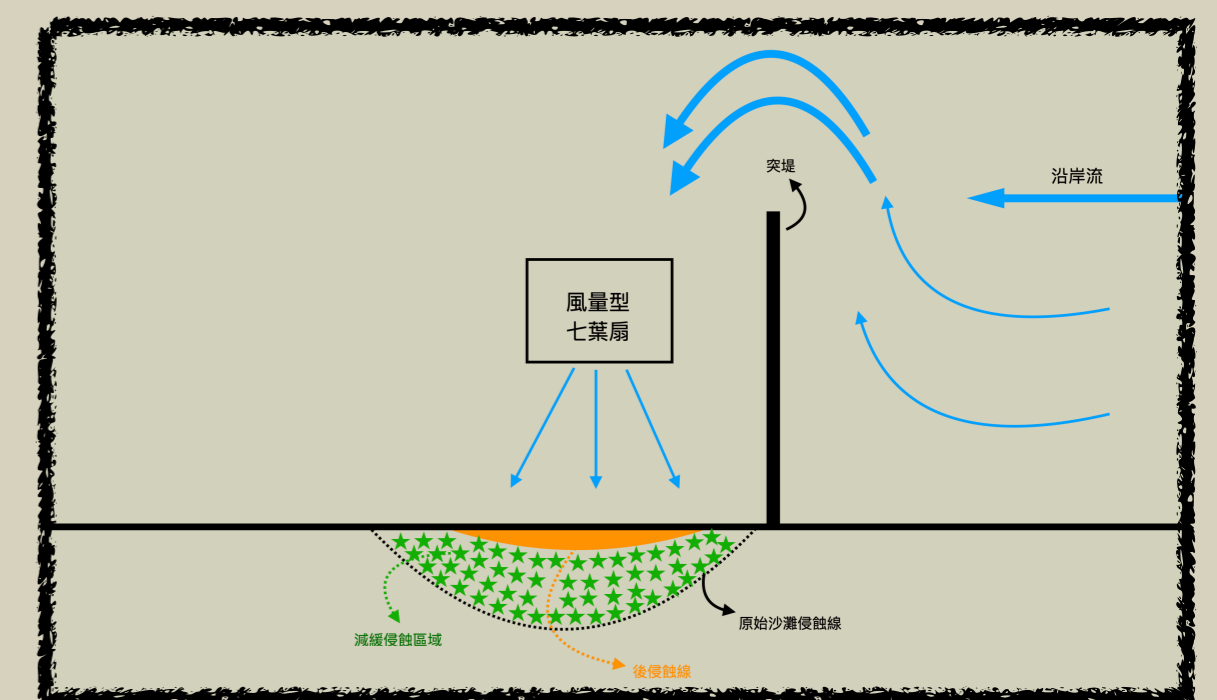 突堤
沿岸流
風量型
七葉扇
原始沙灘侵蝕線
減緩侵蝕區域
後侵蝕線